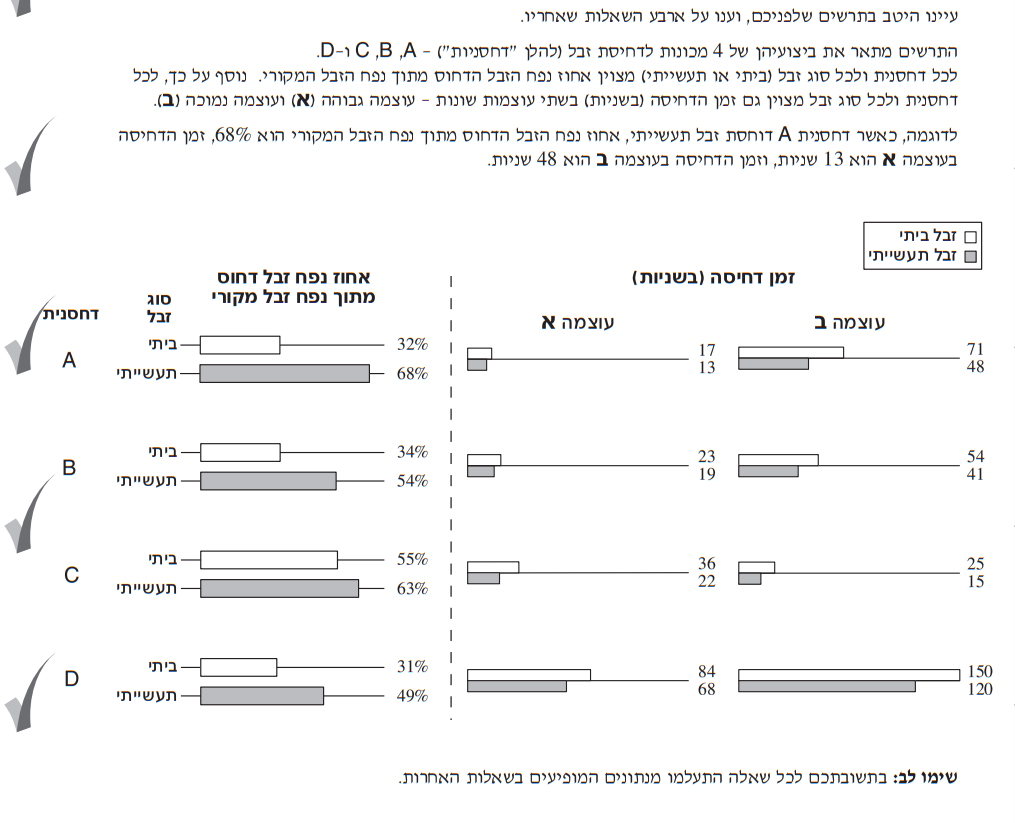 עיינו היטב בתרשים שלפניכם, וענו על ארבע השאלות שאחריו.
התרשים מתאר את ביצועיהן של 4 מכונות לדחיסת זבל (להלן "דחסניות") – A, B, C ו-D.
לכל דחסנית ולכל סוג זבל (ביתי או תעשייתי) מצוין אחוז נפח הזבל הדחוס מתוך נפח הזבל המקורי. נוסף על כך, לכל
דחסנית ולכל סוג זבל מצוין גם זמן הדחיסה (בשניות) בשתי עוצמות שונות – עוצמה גבוהה (א) ועוצמה נמוכה (ב).
לדוגמה, כאשר דחסנית A דוחסת זבל תעשייתי, אחוז נפח הזבל הדחוס מתוך נפח הזבל המקורי הוא 68%, זמן הדחיסה
בעוצמה א הוא 13 שניות, וזמן הדחיסה בעוצמה ב הוא 48 שניות.
זבל ביתי
זבל תעשייתי
זמן דחיסה (בשניות)
אחוז נפח זבל דחוס
מתוך נפח זבל מקורי
עוצמה א
עוצמה ב
דחסנית
סוג
זבל
A
ביתי 32% 17 71
תעשייתי 68% 13 48
B
ביתי 34% 23 54
תעשייתי 54% 19 41
C
ביתי 55% 36 25
תעשייתי 63% 22 15
D
ביתי 31% 84 150
תעשייתי 49% 68 120
שימו לב: בתשובתכם לכל שאלה התעלמו מנתונים המופיעים בשאלות האחרות.